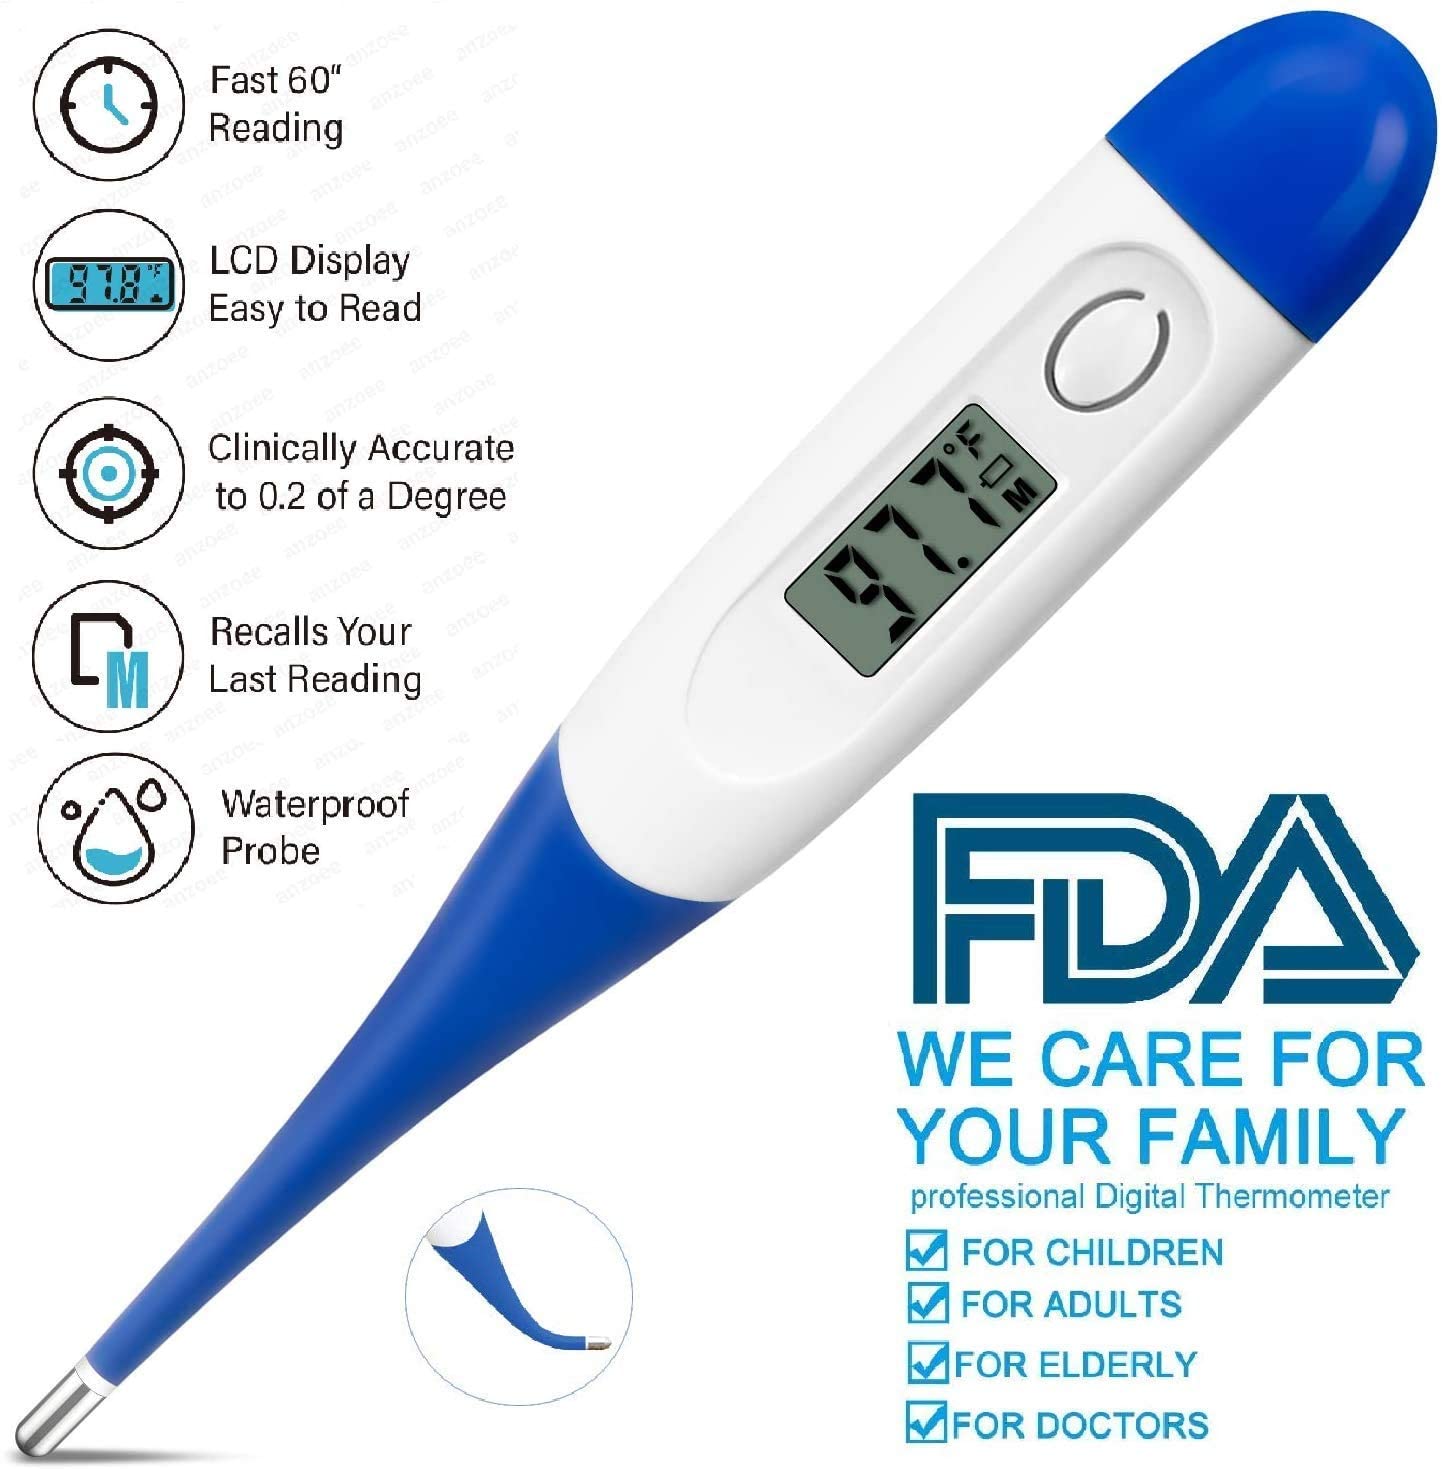 Fast 60"
Reading
97.8 °F
LCD Display
Easy to Read
Clinically Accurate
to 0.2 of a Degree
M
Recalls Your
Last Reading
Waterproof
Probe
97.7 °F
M
FDA
WE CARE FOR
YOUR FAMILY
professional Digital Thermometer
FOR CHILDREN
FOR ADULTS
FOR ELDERLY
FOR DOCTORS
anzoee